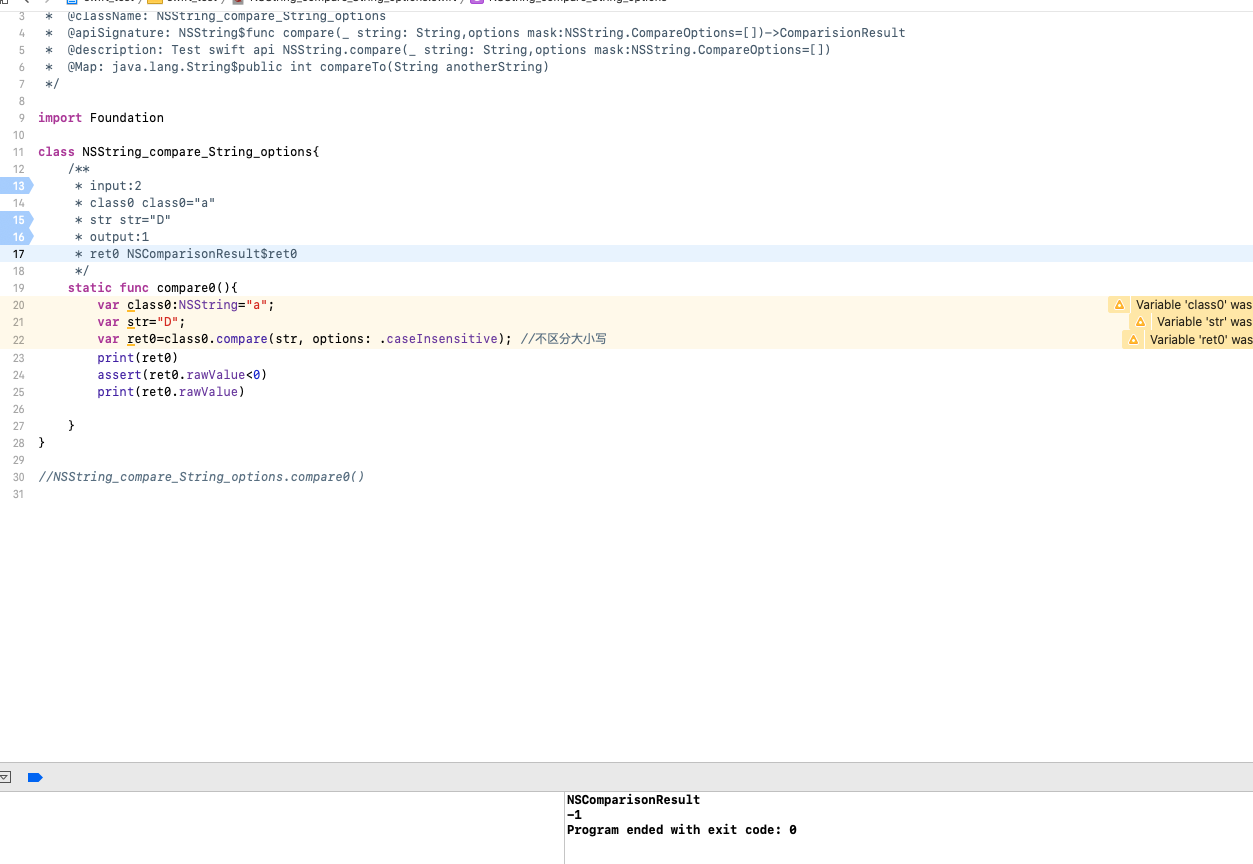 3 * @className: NSString_compare_String_options
4 * @apiSignature: NSString$func compare(_ string: String,options mask:NSString.CompareOptions=[])->ComparisionResult
5 * @description: Test swift api NSString.compare(_ string: String,options mask:NSString.CompareOptions=[])
6 * @Map: java.lang.String$public int compareTo(String anotherString)
7 */
8
9 import Foundation
10
11 class NSString_compare_String_options{
12 /**
13 * input:2
14 * class0 class0="a"
15 * str str="D"
16 * output:1
17 * ret0 NSComparisonResult$ret0
18 */
19 static func compare0(){
20 var class0:NSString="a"; Variable 'class0' was
21 var str="D"; Variable 'str' was
22 var ret0=class0.compare(str, options: .caseInsensitive); //不区分大小写 Variable 'ret0' was
23 print(ret0)
24 assert(ret0.rawValue<0)
25 print(ret0.rawValue)
26
27 }
28 }
29
30 //NSString_compare_String_options.compare0()
31
NSComparisonResult
-1
Program ended with exit code: 0